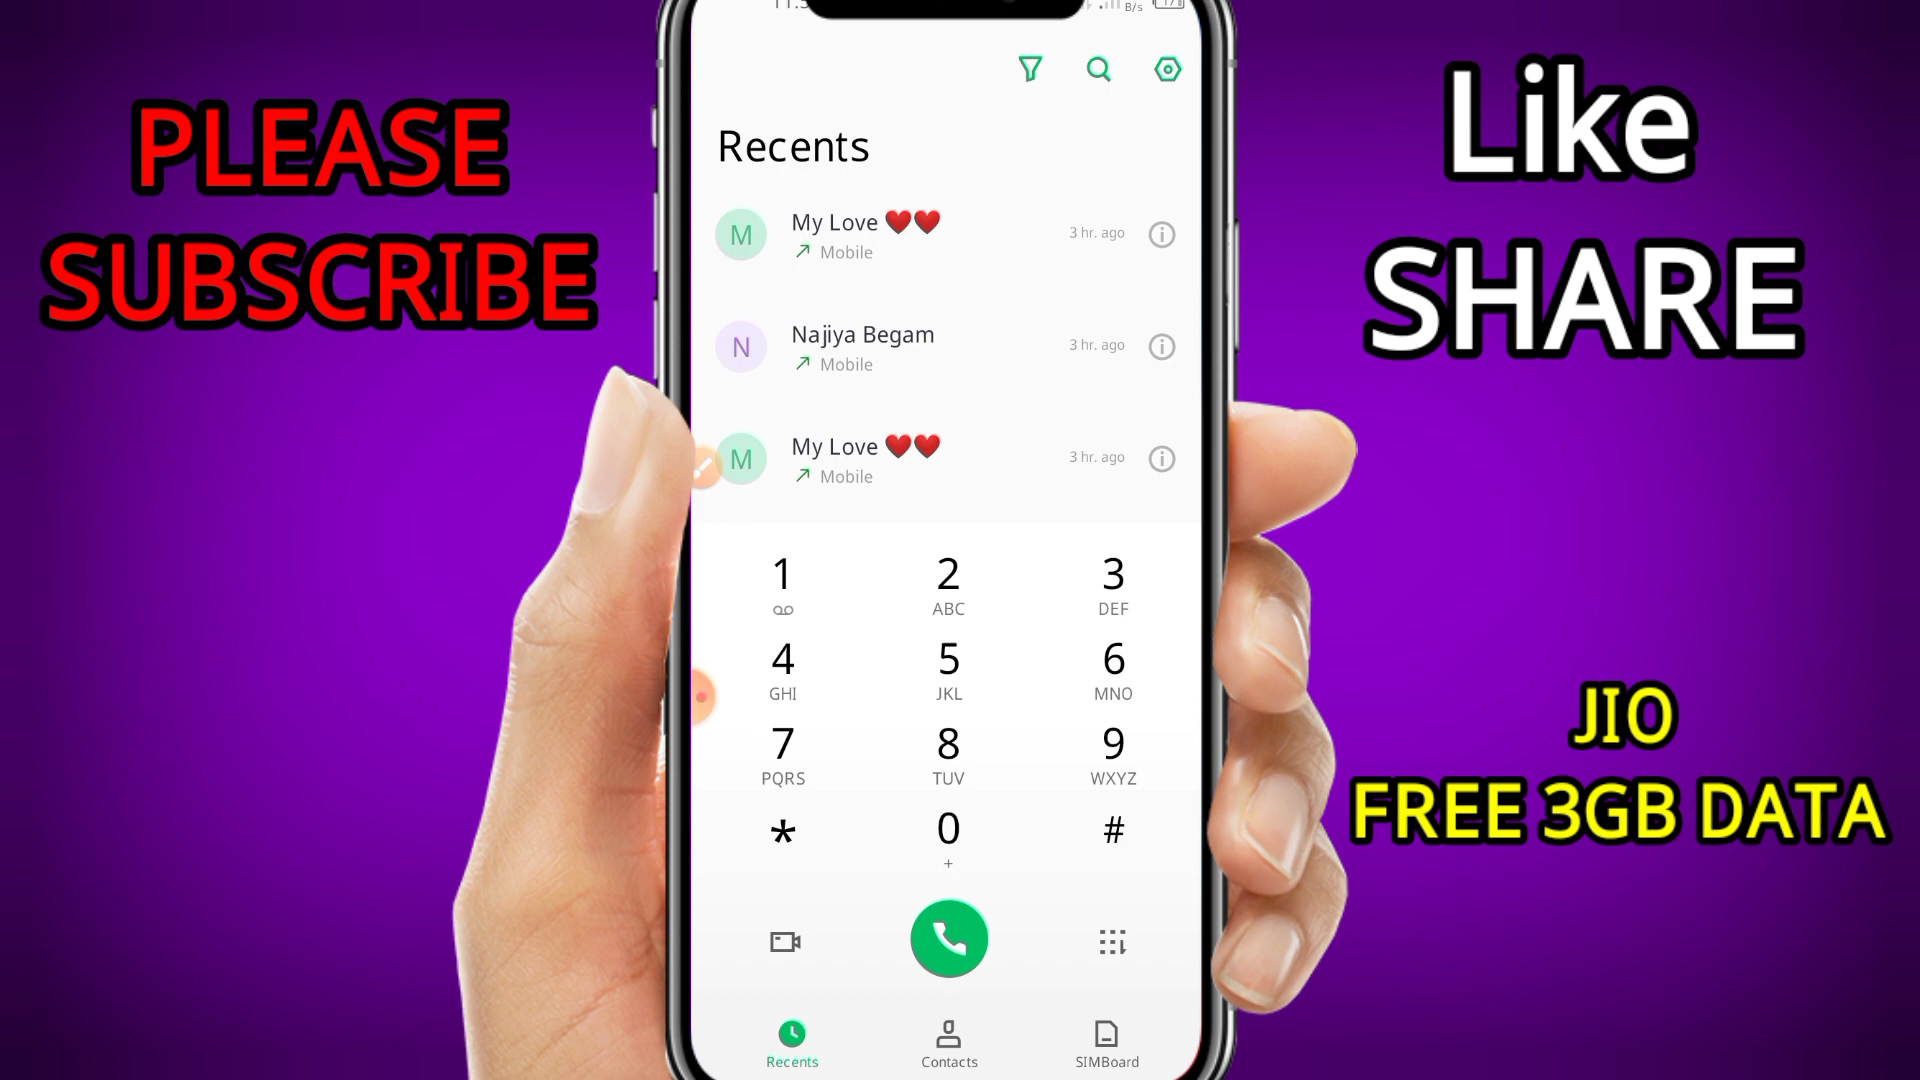 PLEASE
SUBSCRIBE
Like
SHARE
JIO
FREE 3GB DATA
B/s
Recents
M
My Love ❤️❤️
Mobile
3 hr. ago
N
Najiya Begam
Mobile
3 hr. ago
M
My Love ❤️❤️
Mobile
3 hr. ago
1 2 3
ABC DEF
4 5 6
GHI JKL MNO
7 8 9
PQRS TUV WXYZ
* 0 #
+
Recents Contacts SIMBoard